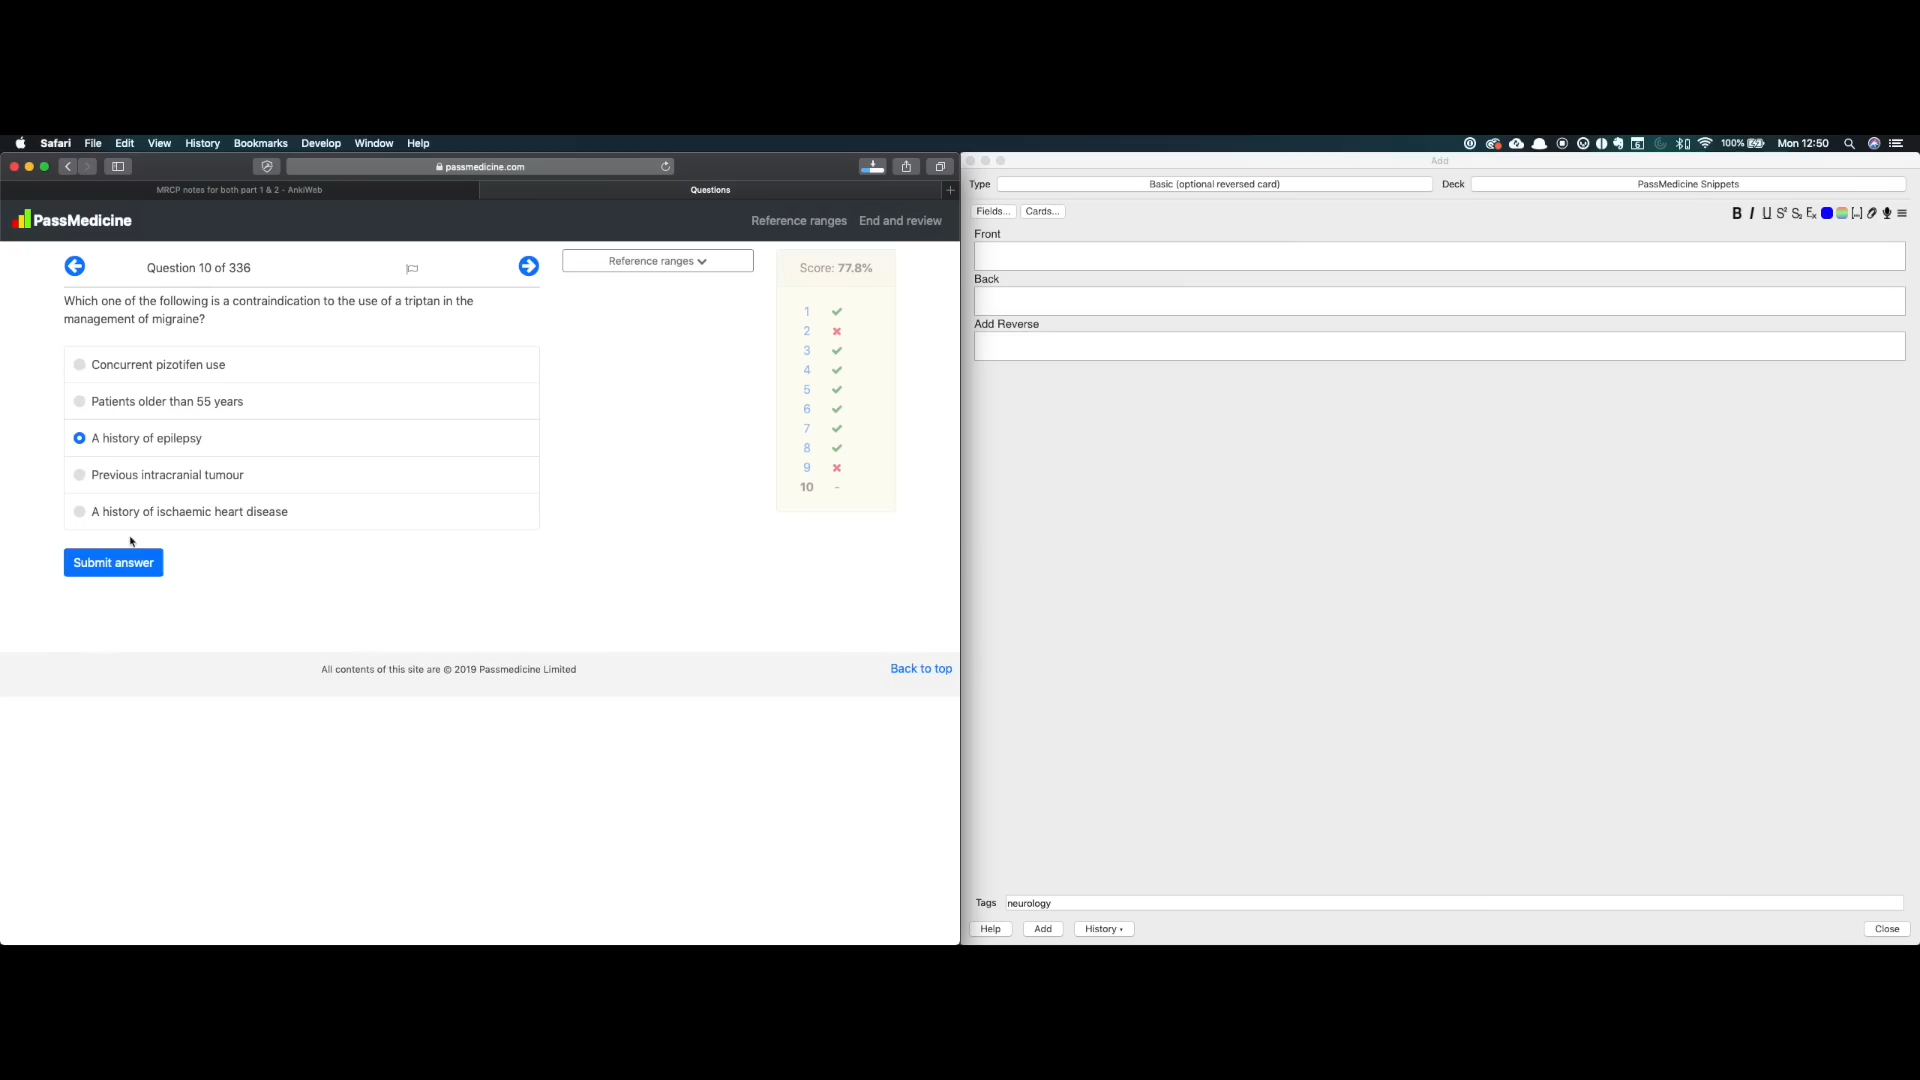 Safari File Edit View History Bookmarks Develop Window Help
100% Mon 12:50
passmedicine.com
MRCP notes for both part 1 & 2 - AnkiWeb
Questions
PassMedicine
Reference ranges End and review
Question 10 of 336
Which one of the following is a contraindication to the use of a triptan in the
management of migraine?
Concurrent pizotifen use
Patients older than 55 years
A history of epilepsy
Previous intracranial tumour
A history of ischaemic heart disease
Submit answer
Reference ranges
Score: 77.8%
1
2
3
4
5
6
7
8
9
10 -
All contents of this site are © 2019 Passmedicine Limited
Back to top
Add
Type Basic (optional reversed card) Deck PassMedicine Snippets
Fields... Cards...
B I U S² S₂ Eₓ [...]
Front
Back
Add Reverse
Tags neurology
Help Add History Close